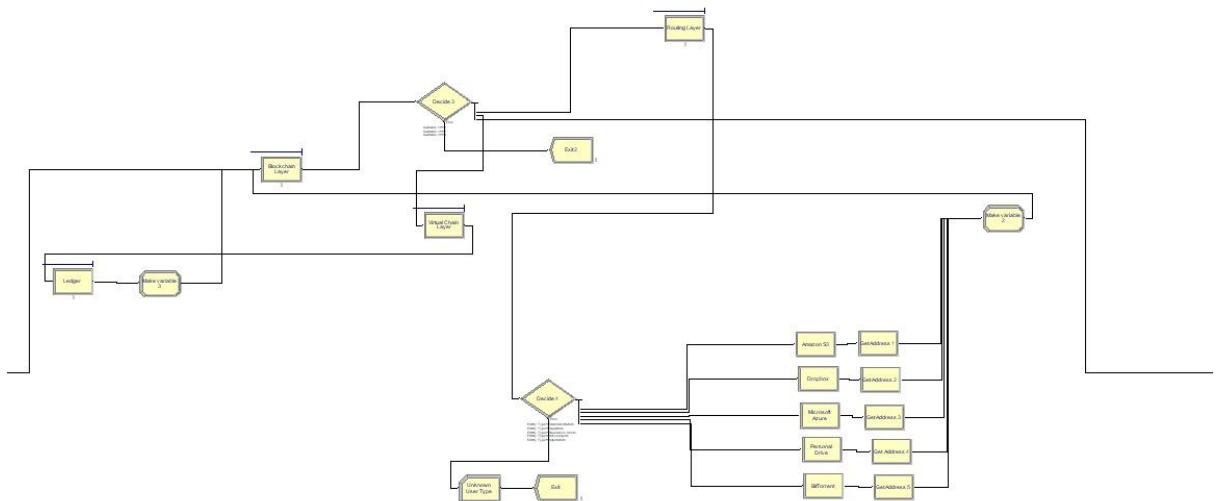 Routing Layer
Decide 3
Exit 2
Blockchain
Layer
Virtual Chain
Layer
Make variable
2
Ledger
Make variable
3
Amazon S3
Get Address 1
Dropbox
Get Address 2
Decide 4
Microsoft
Azure
Get Address 3
Personal
Drive
Get Address 4
Unknown
User Type
Exit
BitTorrent
Get Address 5